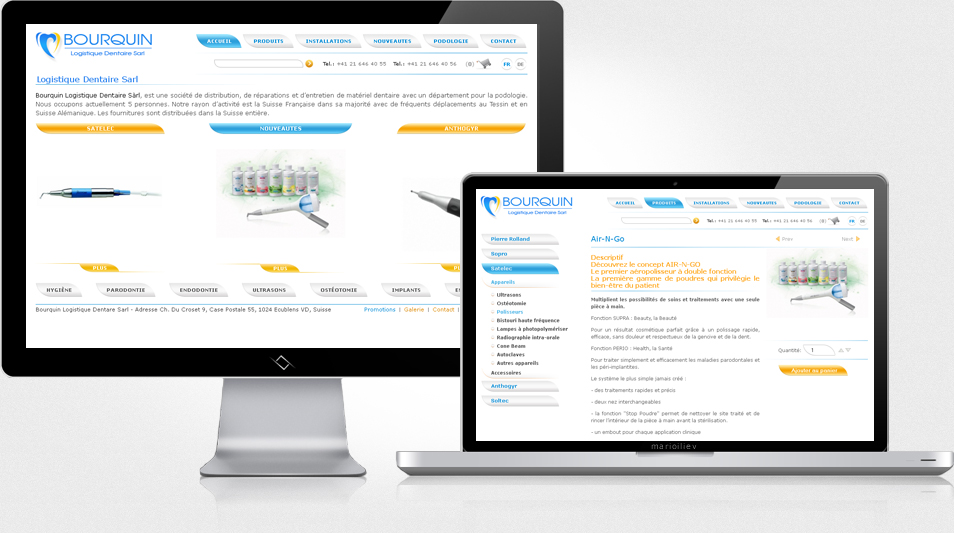 BOURQUIN
Logistique Dentaire Sarl
ACCUEIL PRODUITS INSTALLATIONS NOUVEAUTES PODOLOGIE CONTACT
Tel.: +41 21 646 40 55 Tel.: +41 21 646 40 56 (0) FR DE
Logistique Dentaire Sarl
Bourquin Logistique Dentaire Sàrl, est une société de distribution, de réparations et d'entretien de matériel dentaire avec un département pour la podologie.
Nous occupons actuellement 5 personnes. Notre rayon d'activité est la Suisse Française dans sa majorité avec de fréquents déplacements au Tessin et en
Suisse Alémanique. Les fournitures sont distribuées dans la Suisse entière.
SATELEC NOUVEAUTES ANTHOGYR
PLUS PLUS PL
HYGIÈNE PARODONTIE ENDODONTIE ULTRASONS OSTÉOTOMIE IMPLANTS
Bourquin Logistique Dentare Sarl - Adresse Ch. Du Croset 9, Case Postale 55, 1024 Eoublens VD, Suisse Promotions | Galerie | Contact |
BOURQUIN
Logistique Dentaire Sarl
ACCUEIL PRODUITS INSTALLATIONS NOUVEAUTES PODOLOGIE CONTACT
Tel.: +41 21 646 40 55 Tel.: +41 21 646 40 56 (0) FR DE
Pierre Rolland
Sopro
Satelec
Appareils
Ultrasons
Ostéotomie
Polisseurs
Bistouri haute fréquence
Lampes à photopolymériser
Radiographie intra-orale
Cone Beam
Autoclaves
Autres appareils
Accessoires
Anthogyr
Soltec
Air-N-Go
Prev Next
Descriptif
Découvrez le concept AIR-N-GO
Le premier aéropolisseur à double fonction
La première gamme de poudres qui privilégie le
bien-être du patient
Multiplient les possibilités de soins et traitements avec une seule
pièce à main.
Fonction SUPRA : Beauty, la Beauté
Pour un résultat cosmétique parfait grâce à un polissage rapide,
efficace, sans douleur et respectueux de la gencive et de la dent.
Fonction PERIO : Health, la Santé
Pour traiter simplement et efficacement les maladies parodontales et
les péri-implantites.
Le système le plus simple jamais créé :
- des traitements rapides et précis
- deux nez interchangeables
- la fonction "Stop Poudre" permet de nettoyer le site traité et de
rincer l'intérieur de la pièce à main avant la stérilisation.
- un embout pour chaque application clinique
Quantité: 1
Ajouter au panier
marioiliev